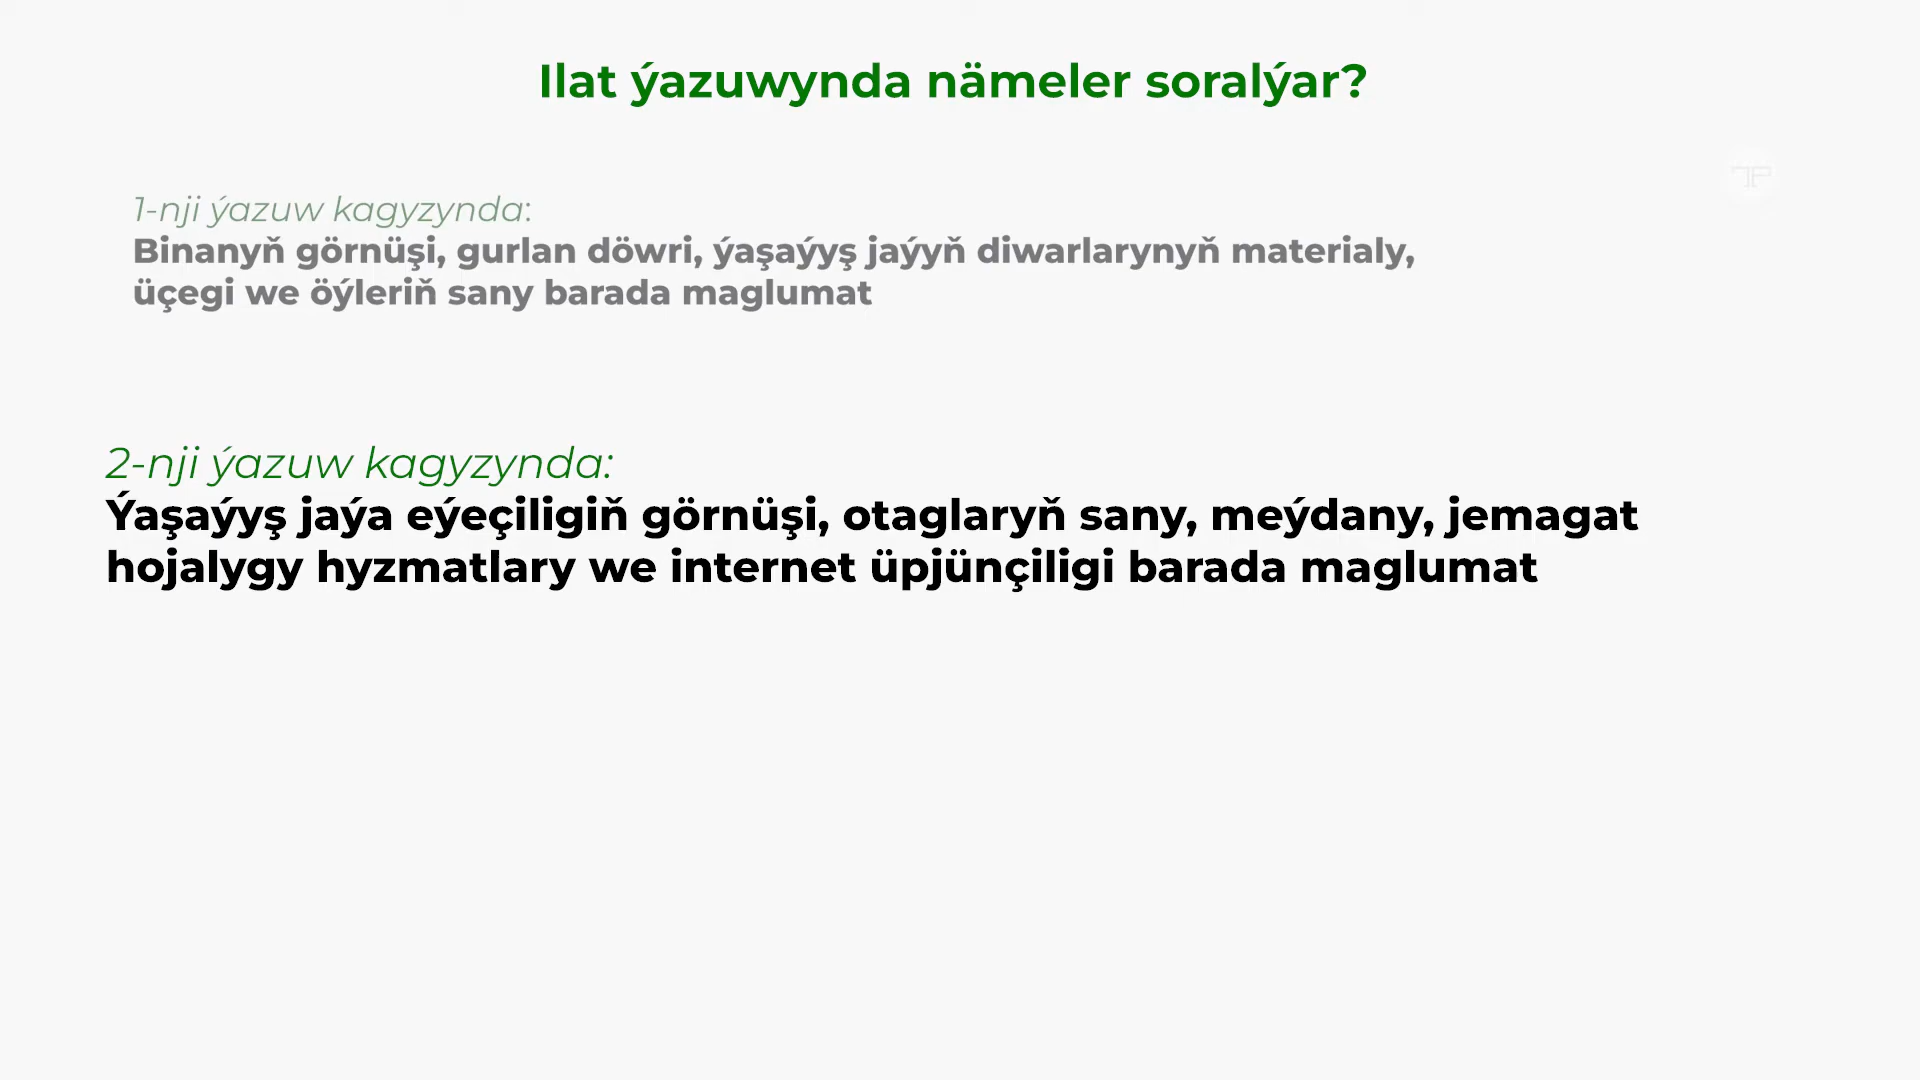 Ilat ýazuwynda nämeler soralýar?
1-nji ýazuw kagyzynda:
Binanyň görnüşi, gurlan döwri, ýaşaýyş jaýyň diwarlarynyň materialy,
üçegi we öýleriň sany barada maglumat
2-nji ýazuw kagyzynda:
Ýaşaýyş jaýa eýeçiligiň görnüşi, otaglaryň sany, meýdany, jemagat
hojalygy hyzmatlary we internet üpjünçiligi barada maglumat